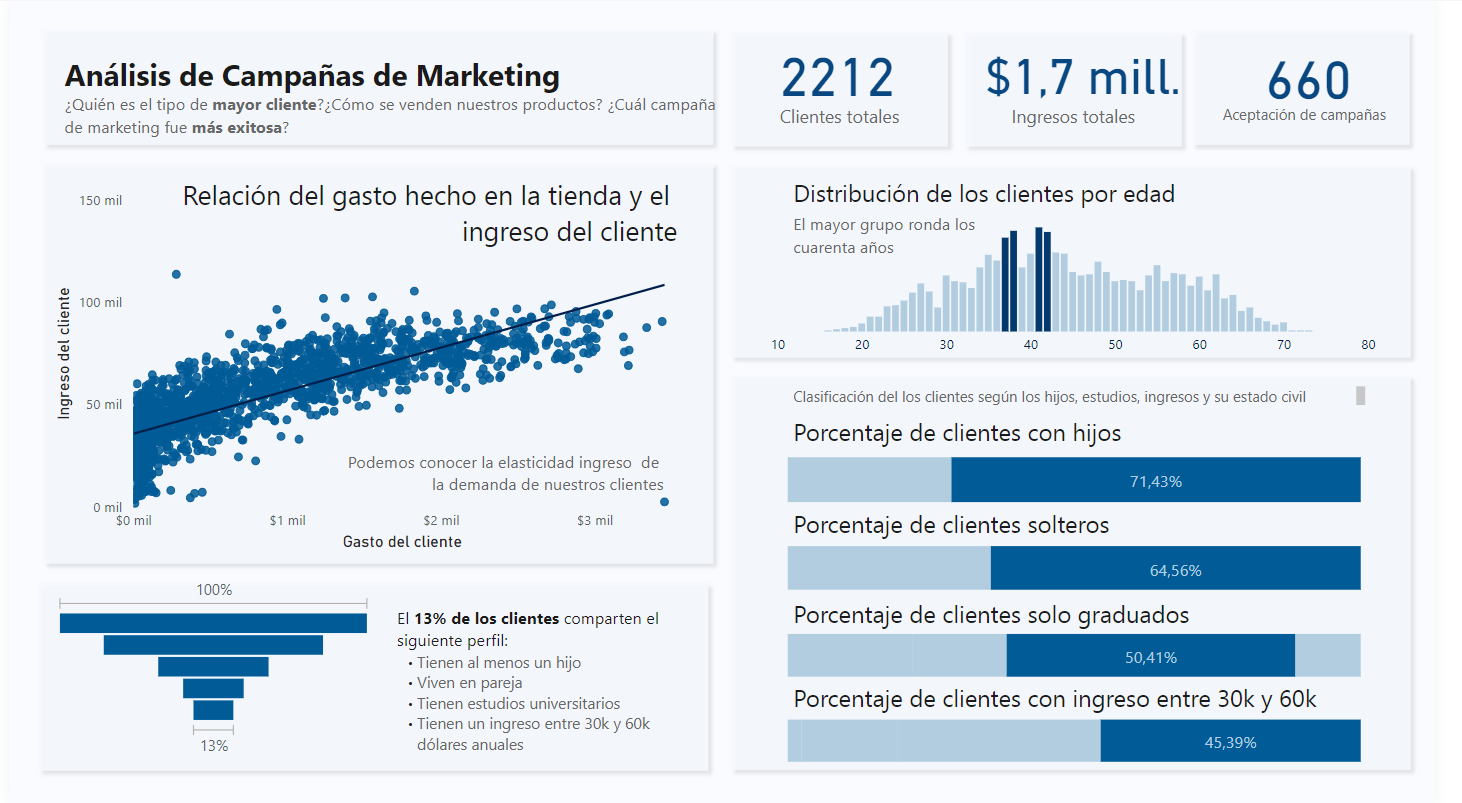 Análisis de Campañas de Marketing
¿Quién es el tipo de mayor cliente?¿Cómo se venden nuestros productos? ¿Cuál campaña
de marketing fue más exitosa?
2212
Clientes totales
$1,7 mill.
Ingresos totales
660
Aceptación de campañas
Relación del gasto hecho en la tienda y el
ingreso del cliente
150 mil
100 mil
50 mil
0 mil
Ingreso del cliente
Podemos conocer la elasticidad ingreso de
la demanda de nuestros clientes
$0 mil
$1 mil
$2 mil
$3 mil
Gasto del cliente
Distribución de los clientes por edad
El mayor grupo ronda los
cuarenta años
10
20
30
40
50
60
70
80
Clasificación del los clientes según los hijos, estudios, ingresos y su estado civil
Porcentaje de clientes con hijos
71,43%
Porcentaje de clientes solteros
64,56%
Porcentaje de clientes solo graduados
50,41%
Porcentaje de clientes con ingreso entre 30k y 60k
45,39%
100%
13%
El 13% de los clientes comparten el
siguiente perfil:
• Tienen al menos un hijo
• Viven en pareja
• Tienen estudios universitarios
• Tienen un ingreso entre 30k y 60k
dólares anuales